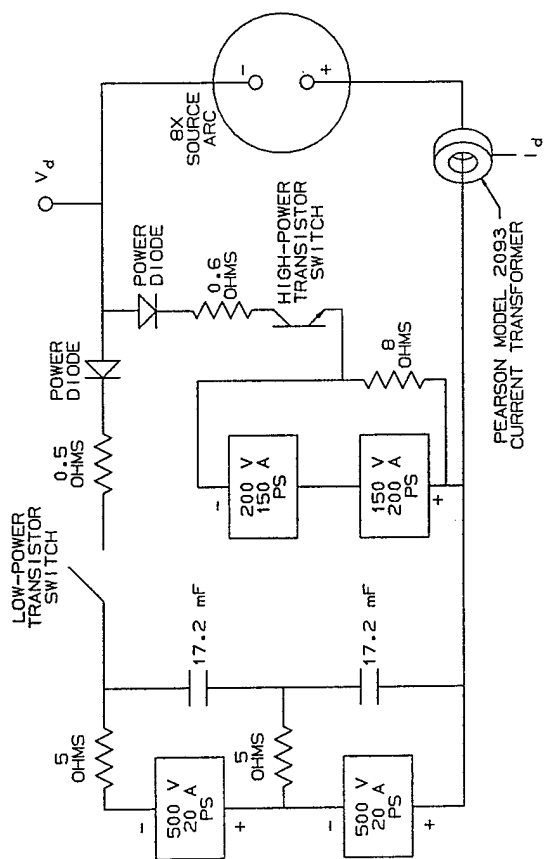 5
OHMS
LOW-POWER
TRANSISTOR
SWITCH
0.5
OHMS
POWER
DIODE
V d
POWER
DIODE
0.6
OHMS
HIGH-POWER
TRANSISTOR
SWITCH
8X
SOURCE
ARC
-
+
17.2 mF
17.2 mF
-
500 V
20 A
PS
+
5
OHMS
-
500 V
20 A
PS
+
-
200 V
150 A
PS
150 V
200 A
PS
+
8
OHMS
PEARSON MODEL 2093
CURRENT TRANSFORMER
I d